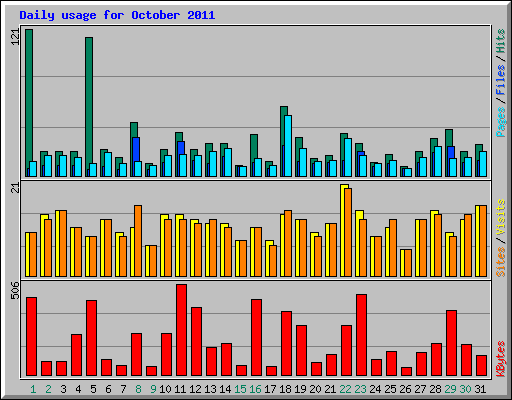 Daily usage for October 2011
121
Pages / Files / Hits
21
Sites / Visits
506
KBytes
1 2 3 4 5 6 7 8 9 10 11 12 13 14 15 16 17 18 19 20 21 22 23 24 25 26 27 28 29 30 31